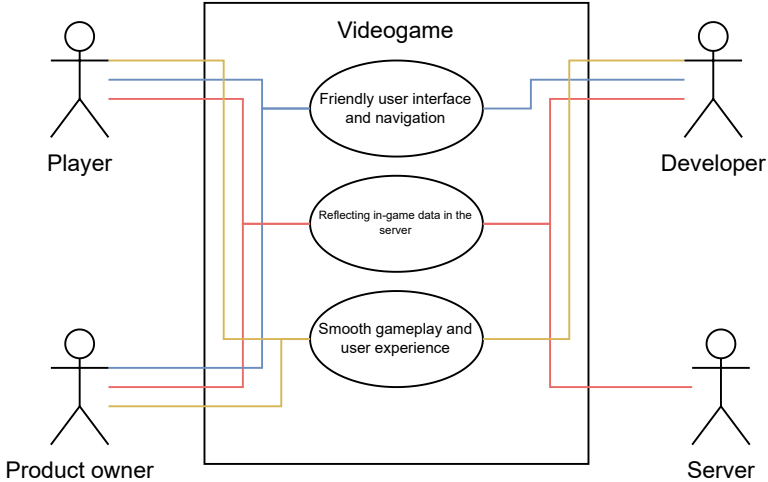 Videogame
Friendly user interface
and navigation
Player
Developer
Reflecting in-game data in the
server
Smooth gameplay and
user experience
Product owner
Server